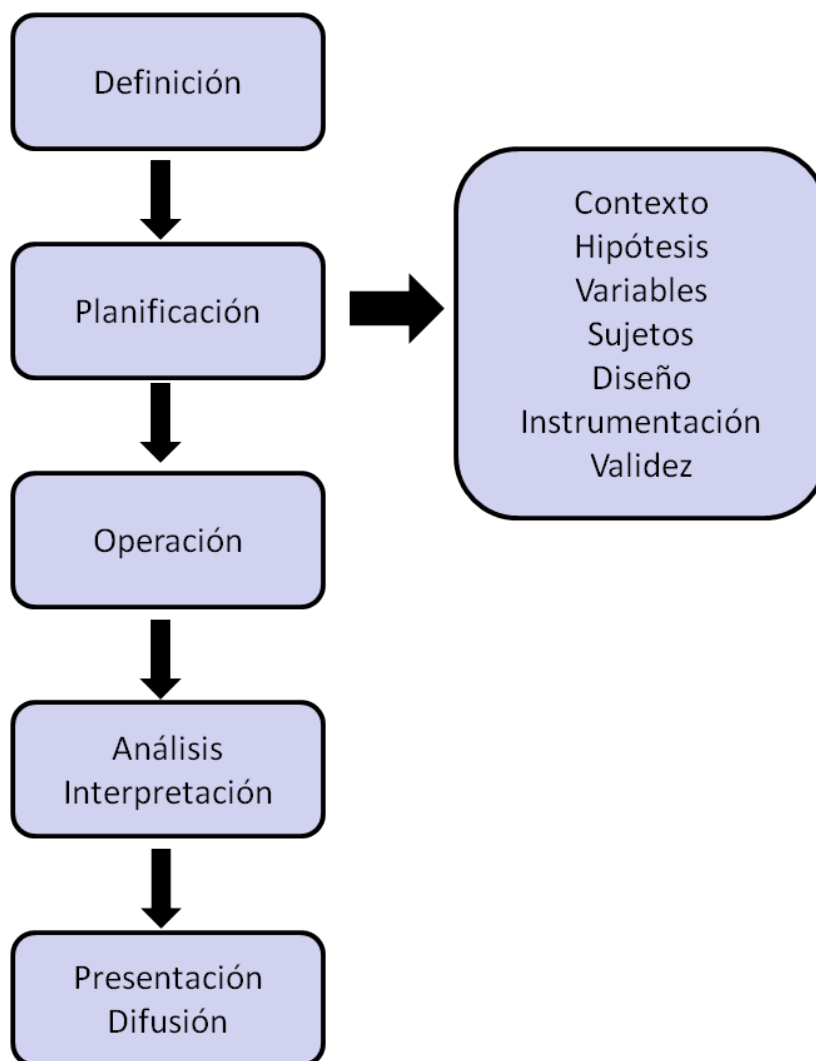 Definición
Planificación
Contexto
Hipótesis
Variables
Sujetos
Diseño
Instrumentación
Validez
Operación
Análisis
Interpretación
Presentación
Difusión